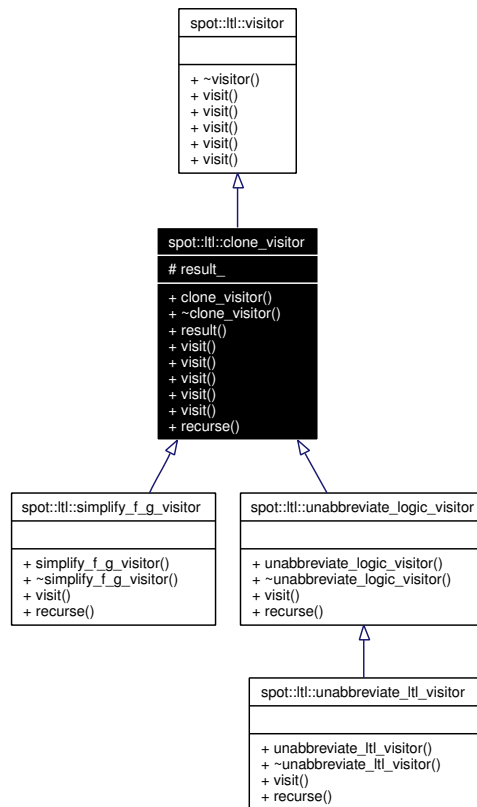 spot::ltl::visitor
+ ~visitor()
+ visit()
+ visit()
+ visit()
+ visit()
+ visit()
spot::ltl::clone_visitor
# result_
+ clone_visitor()
+ ~clone_visitor()
+ result()
+ visit()
+ visit()
+ visit()
+ visit()
+ visit()
+ recurse()
spot::ltl::simplify_f_g_visitor
+ simplify_f_g_visitor()
+ ~simplify_f_g_visitor()
+ visit()
+ recurse()
spot::ltl::unabbreviate_logic_visitor
+ unabbreviate_logic_visitor()
+ ~unabbreviate_logic_visitor()
+ visit()
+ recurse()
spot::ltl::unabbreviate_ltl_visitor
+ unabbreviate_ltl_visitor()
+ ~unabbreviate_ltl_visitor()
+ visit()
+ recurse()